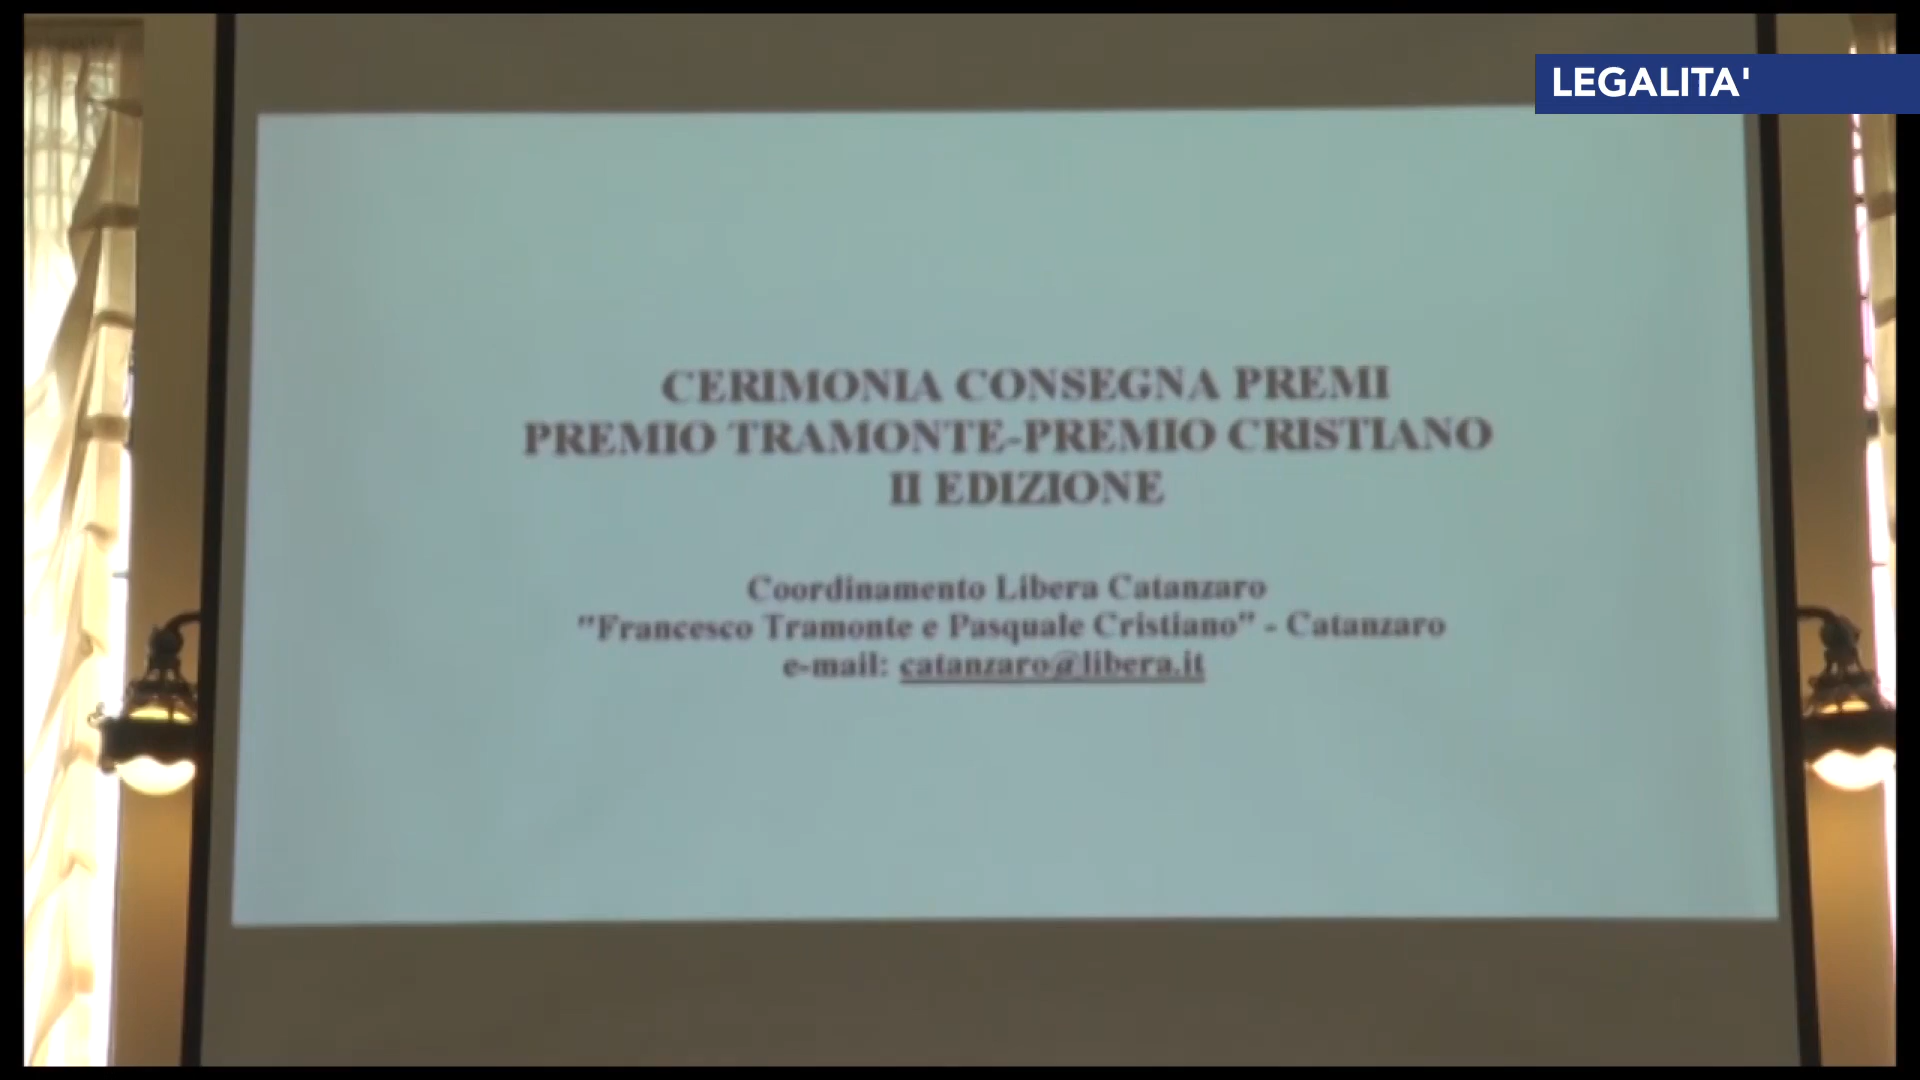 LEGALITA'
CERIMONIA CONSEGNA PREMI
PREMIO TRAMONTE-PREMIO CRISTIANO
II EDIZIONE
Coordinamento Libera Catanzaro
"Francesco Tramonte e Pasquale Cristiano" - Catanzaro
e-mail: catanzaro@libera.it